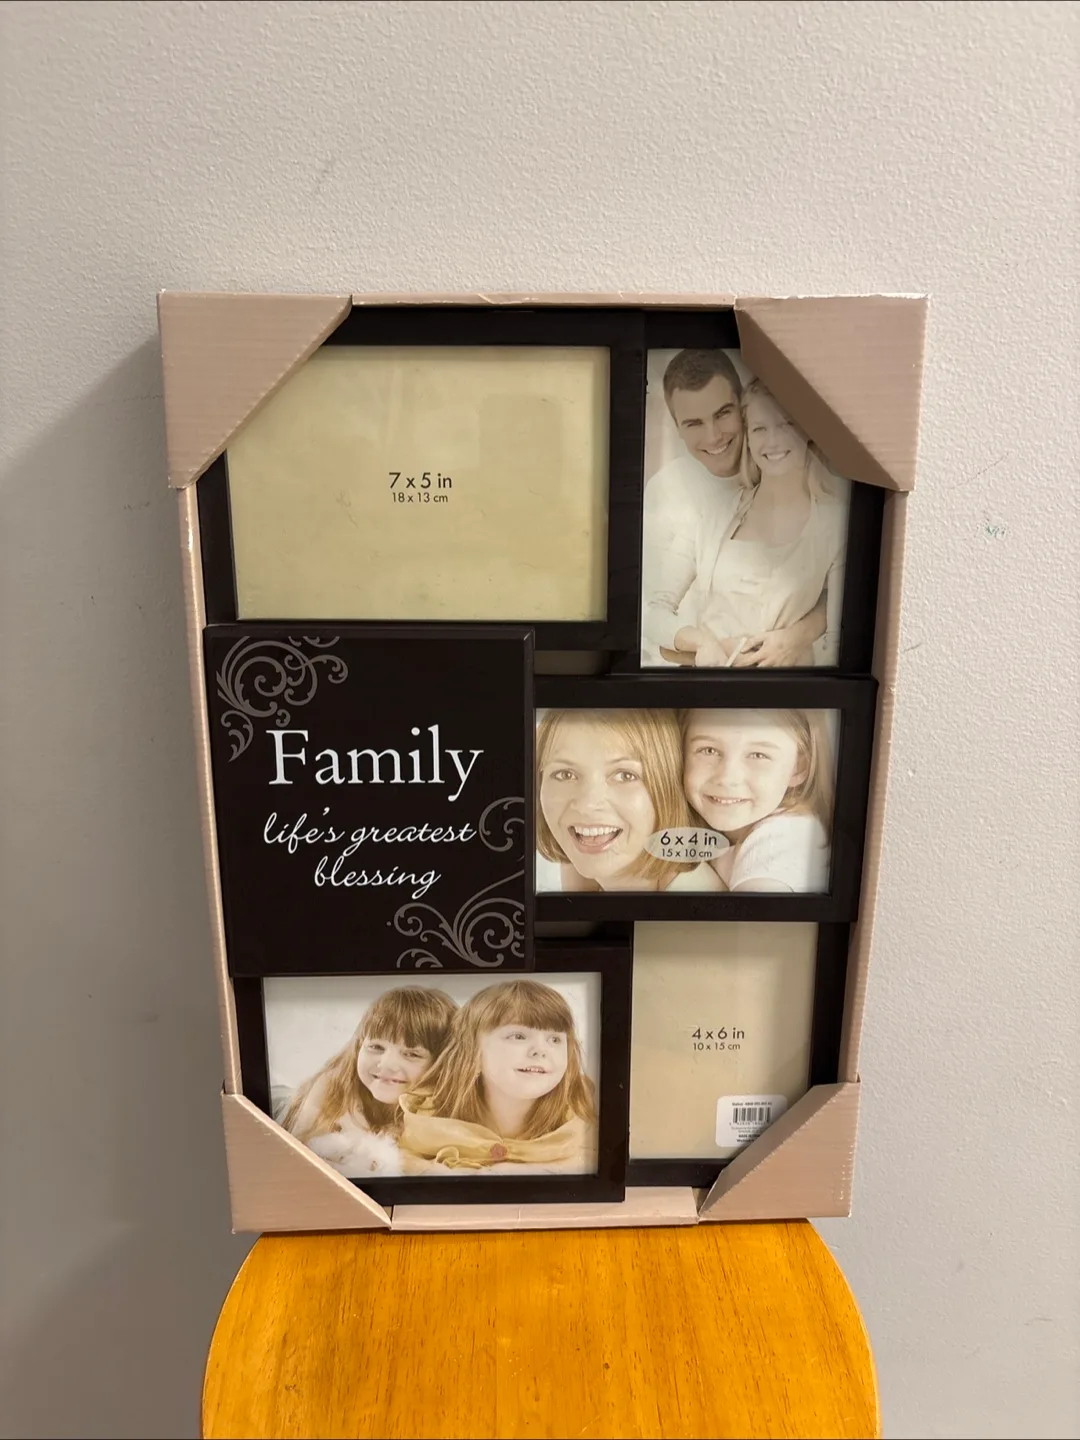 7 x 5 in
18 x 13 cm
Family
life's greatest
blessing
6 x 4 in
15 x 10 cm
4 x 6 in
10 x 15 cm